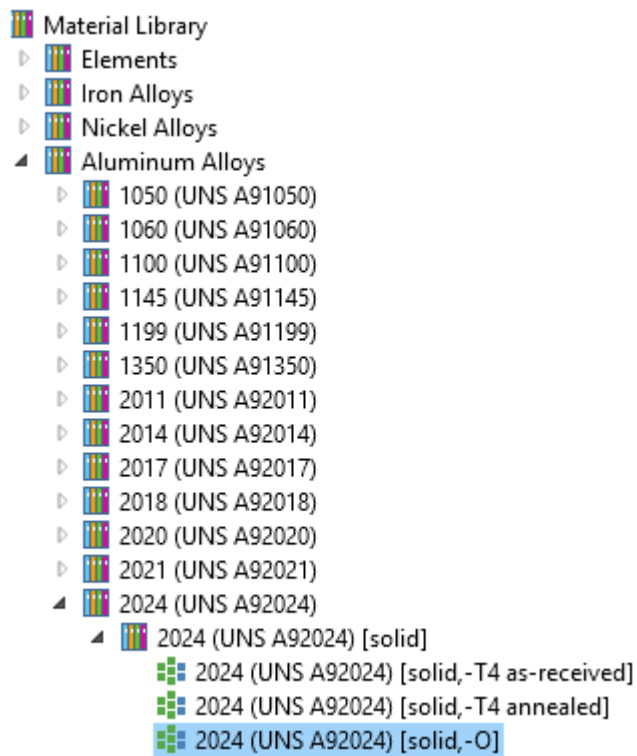 Material Library
Elements
Iron Alloys
Nickel Alloys
Aluminum Alloys
1050 (UNS A91050)
1060 (UNS A91060)
1100 (UNS A91100)
1145 (UNS A91145)
1199 (UNS A91199)
1350 (UNS A91350)
2011 (UNS A92011)
2014 (UNS A92014)
2017 (UNS A92017)
2018 (UNS A92018)
2020 (UNS A92020)
2021 (UNS A92021)
2024 (UNS A92024)
2024 (UNS A92024) [solid]
2024 (UNS A92024) [solid,-T4 as-received]
2024 (UNS A92024) [solid,-T4 annealed]
2024 (UNS A92024) [solid,-O]